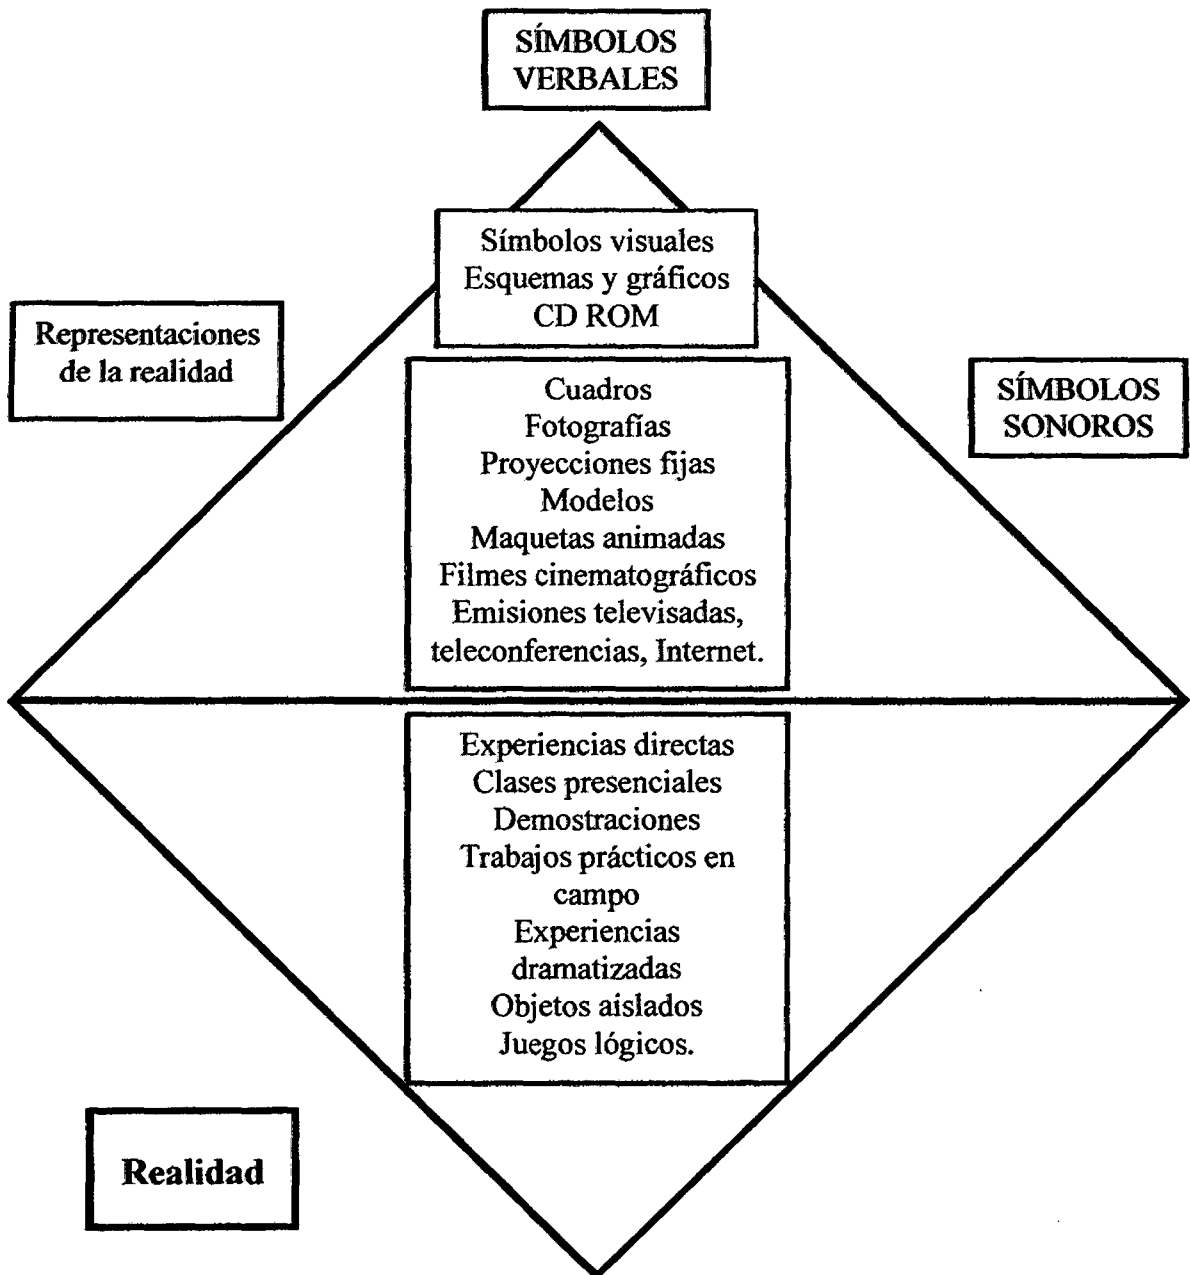 SÍMBOLOS
VERBALES
Símbolos visuales
Esquemas y gráficos
CD ROM
Representaciones
de la realidad
SÍMBOLOS
SONOROS
Cuadros
Fotografías
Proyecciones fijas
Modelos
Maquetas animadas
Filmes cinematográficos
Emisiones televisadas,
teleconferencias, Internet.
Experiencias directas
Clases presenciales
Demostraciones
Trabajos prácticos en
campo
Experiencias
dramatizadas
Objetos aislados
Juegos lógicos.
Realidad